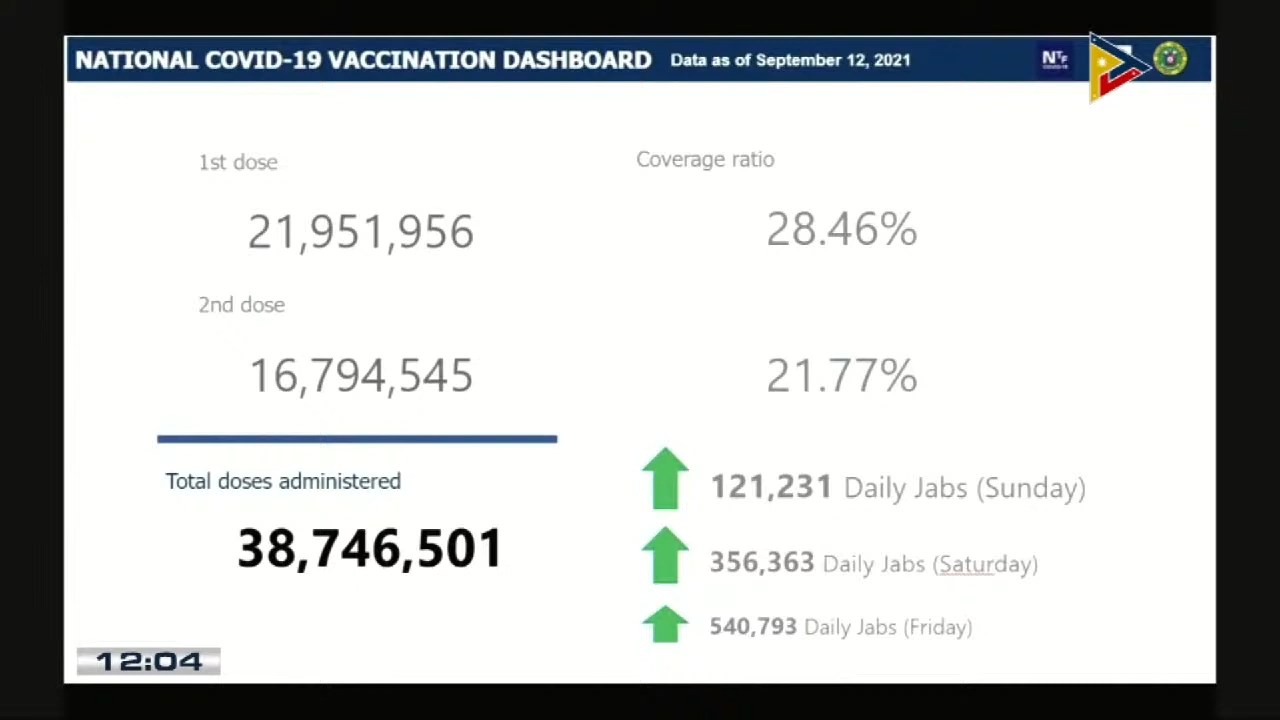 NATIONAL COVID-19 VACCINATION DASHBOARD Data as of September 12, 2021
NTF
1st dose
Coverage ratio
21,951,956
28.46%
2nd dose
16,794,545
21.77%
Total doses administered
38,746,501
121,231 Daily Jabs (Sunday)
356,363 Daily Jabs (Saturday)
540,793 Daily Jabs (Friday)
12:04